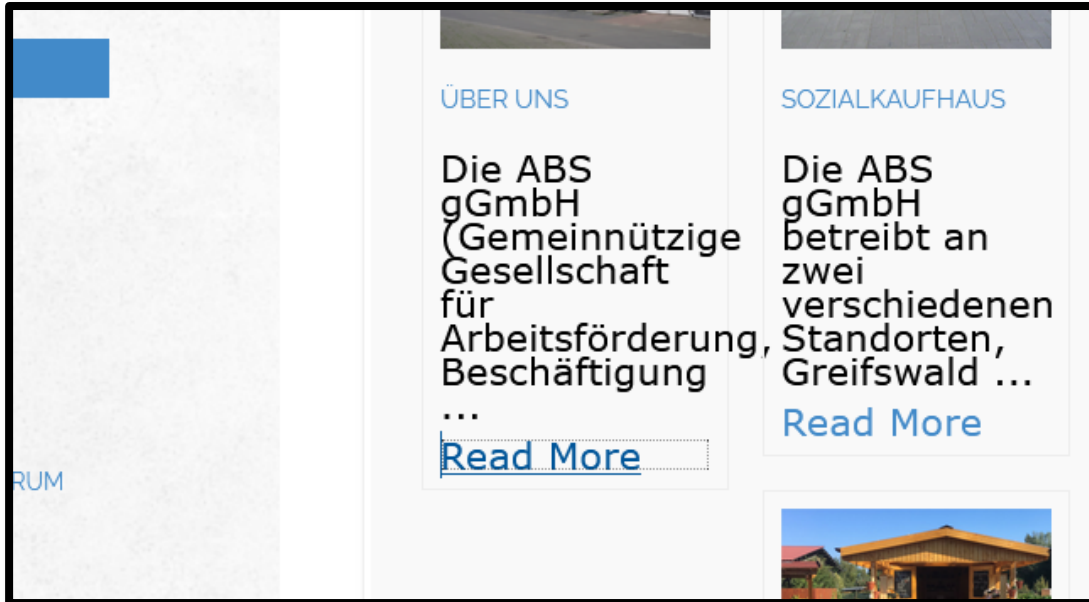 ÜBER UNS
Die ABS
gGmbH
(Gemeinnützige
Gesellschaft
für
Arbeitsförderung,
Beschäftigung
...
Read More
SOZIALKAUFHAUS
Die ABS
gGmbH
betreibt an
zwei
verschiedenen
Standorten,
Greifswald ...
Read More
RUM